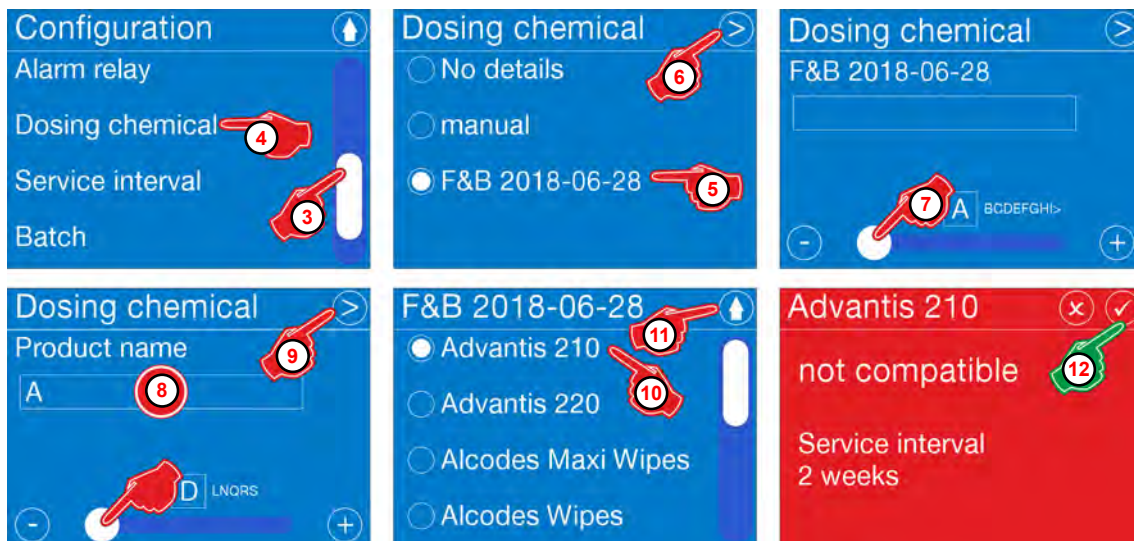 Configuration
Alarm relay
Dosing chemical
4
Service interval
3
Batch
Dosing chemical >
No details
6
manual
F&B 2018-06-28
5
Dosing chemical >
F&B 2018-06-28
7
A BCDEFGHI>
- +
Dosing chemical >
Product name
9
A
8
D LNQRS
- +
F&B 2018-06-28
11
Advantis 210
10
Advantis 220
Alcodes Maxi Wipes
Alcodes Wipes
Advantis 210 x ✓
not compatible
12
Service interval
2 weeks